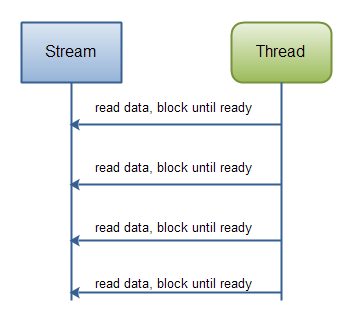 Stream
Thread
read data, block until ready
read data, block until ready
read data, block until ready
read data, block until ready